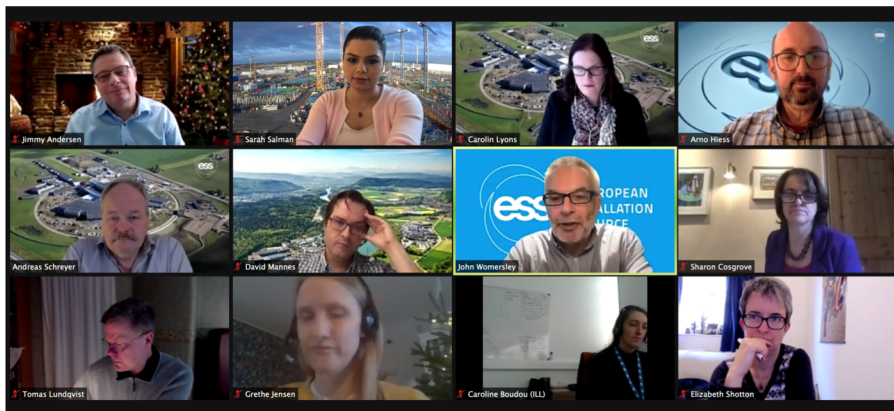 ess
ess
Jimmy Andersen
Sarah Salman
Carolin Lyons
Arno Hiess
ess
ess
EUROPEAN
SPALLATION
SOURCE
Andreas Schreyer
David Mannes
John Womersley
Sharon Cosgrove
Tomas Lundqvist
Grethe Jensen
Caroline Boudou (ILL)
Elizabeth Shotton